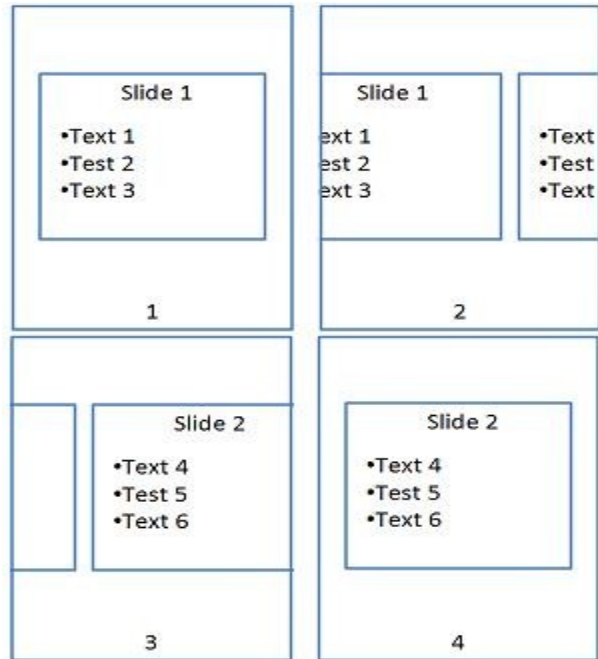 Slide 1
•Text 1
•Test 2
•Text 3
1
Slide 1
ext 1
est 2
ext 3
•Text
•Test
•Text
2
Slide 2
•Text 4
•Test 5
•Text 6
3
Slide 2
•Text 4
•Test 5
•Text 6
4